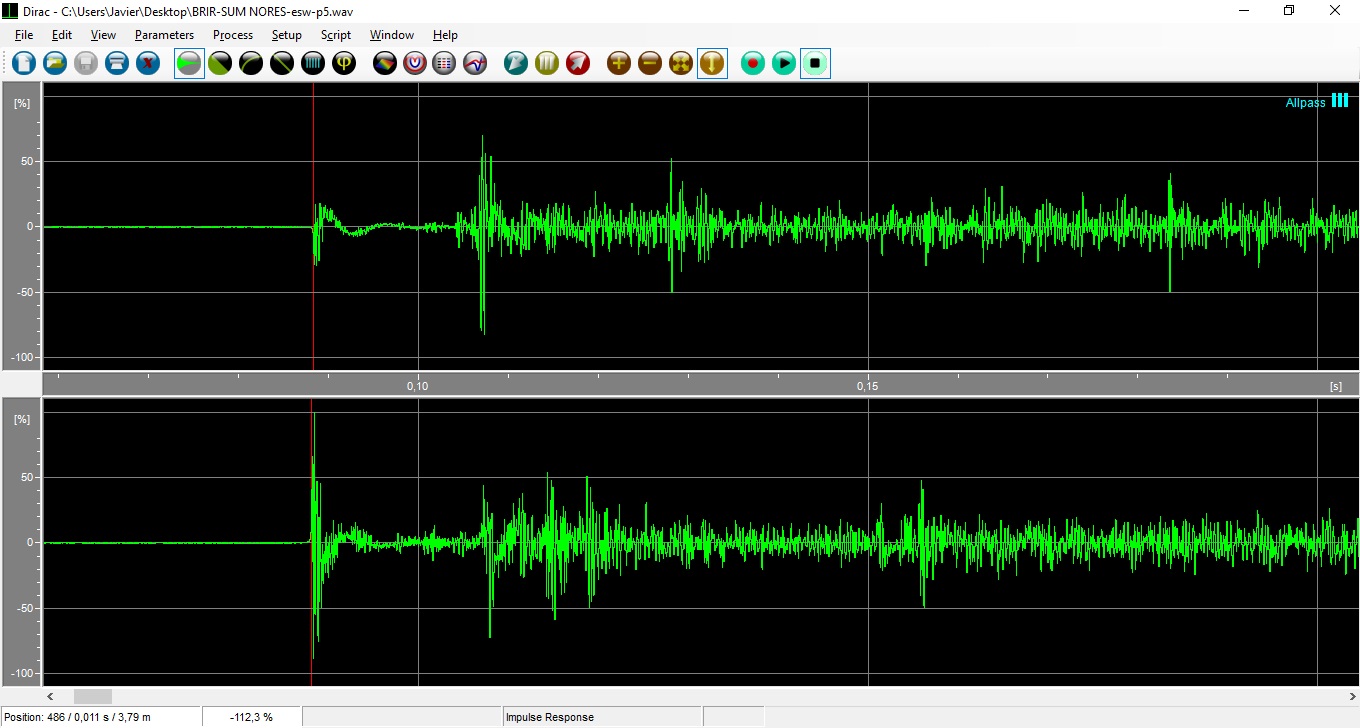 Dirac - C:\Users\Javier\Desktop\BRIR-SUM NORES-esw-p5.wav
File Edit View Parameters Process Setup Script Window Help
[%]
Allpass
50
0
-50
-100
0,10 0,15 [s]
[%]
50
0
-50
-100
Position: 486 / 0,011 s / 3,79 m -112,3 % Impulse Response